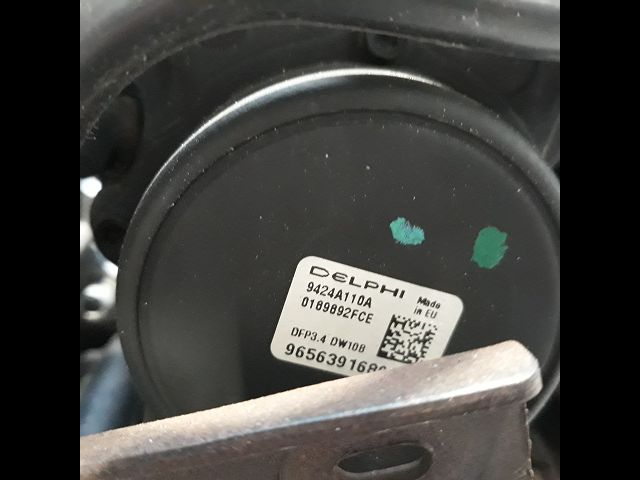 DELPHI
9424A110A
Made
in EU
0189892FCE
DFP3.4 DW10B
965639168